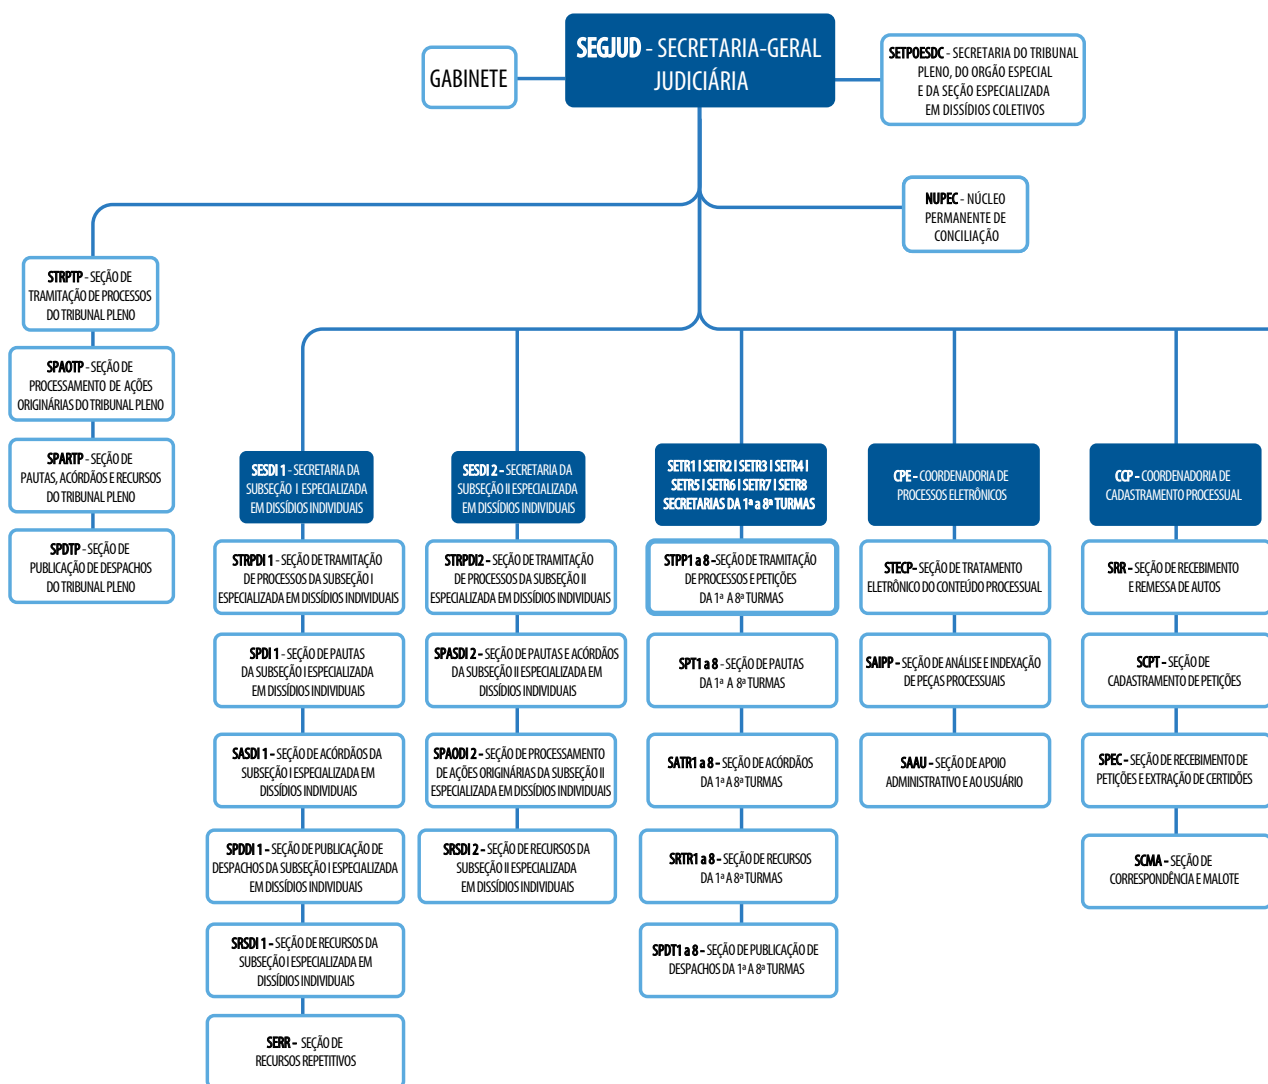 SEGJUD - SECRETARIA-GERAL
JUDICIÁRIA
GABINETE
SETPOESDC - SECRETARIA DO TRIBUNAL
PLENO, DO ORGÃO ESPECIAL
E DA SEÇÃO ESPECIALIZADA
EM DISSÍDIOS COLETIVOS
NUPEC - NÚCLEO
PERMANENTE DE
CONCILIAÇÃO
STRPTP - SEÇÃO DE
TRAMITAÇÃO DE PROCESSOS
DO TRIBUNAL PLENO
SPAOTP - SEÇÃO DE
PROCESSAMENTO DE AÇÕES
ORIGINÁRIAS DO TRIBUNAL PLENO
SPARTP - SEÇÃO DE
PAUTAS, ACÓRDÃOS E RECURSOS
DO TRIBUNAL PLENO
SPDTP - SEÇÃO DE
PUBLICAÇÃO DE DESPACHOS
DO TRIBUNAL PLENO
SESDI 1 - SECRETARIA DA
SUBSEÇÃO I ESPECIALIZADA
EM DISSÍDIOS INDIVIDUAIS
STRPDI 1 - SEÇÃO DE TRAMITAÇÃO
DE PROCESSOS DA SUBSEÇÃO I
ESPECIALIZADA EM DISSÍDIOS INDIVIDUAIS
SPDI 1 - SEÇÃO DE PAUTAS
DA SUBSEÇÃO I ESPECIALIZADA
EM DISSÍDIOS INDIVIDUAIS
SASDI 1 - SEÇÃO DE ACÓRDÃOS DA
SUBSEÇÃO I ESPECIALIZADA EM
DISSÍDIOS INDIVIDUAIS
SPDDI 1 - SEÇÃO DE PUBLICAÇÃO DE
DESPACHOS DA SUBSEÇÃO I ESPECIALIZADA
EM DISSÍDIOS INDIVIDUAIS
SRSDI 1 - SEÇÃO DE RECURSOS DA
SUBSEÇÃO I ESPECIALIZADA EM
DISSÍDIOS INDIVIDUAIS
SERR - SEÇÃO DE
RECURSOS REPETITIVOS
SESDI 2 - SECRETARIA DA
SUBSEÇÃO II ESPECIALIZADA
EM DISSÍDIOS INDIVIDUAIS
STRPDI2 - SEÇÃO DE TRAMITAÇÃO
DE PROCESSOS DA SUBSEÇÃO II
ESPECIALIZADA EM DISSÍDIOS INDIVIDUAIS
SPASDI 2 - SEÇÃO DE PAUTAS E ACÓRDÃOS
DA SUBSEÇÃO II ESPECIALIZADA EM
DISSÍDIOS INDIVIDUAIS
SPAODI 2 - SEÇÃO DE PROCESSAMENTO
DE AÇÕES ORIGINÁRIAS DA SUBSEÇÃO II
ESPECIALIZADA EM DISSÍDIOS INDIVIDUAIS
SRSDI 2 - SEÇÃO DE RECURSOS DA
SUBSEÇÃO II ESPECIALIZADA
EM DISSÍDIOS INDIVIDUAIS
SETR1 I SETR2 I SETR3 I SETR4 I
SETR5 I SETR6 I SETR7 I SETR8
SECRETARIAS DA 1ª a 8ª TURMAS
STPP1 a 8 -SEÇÃO DE TRAMITAÇÃO
DE PROCESSOS E PETIÇÕES
DA 1ª A 8ª TURMAS
SPT1 a 8 - SEÇÃO DE PAUTAS
DA 1ª A 8ª TURMAS
SATR1 a 8 - SEÇÃO DE ACÓRDÃOS
DA 1ª A 8ª TURMAS
SRTR1 a 8 - SEÇÃO DE RECURSOS
DA 1ª A 8ª TURMAS
SPDT1 a 8 - SEÇÃO DE PUBLICAÇÃO DE
DESPACHOS DA 1ª A 8ª TURMAS
CPE - COORDENADORIA DE
PROCESSOS ELETRÔNICOS
STECP- SEÇÃO DE TRATAMENTO
ELETRÔNICO DO CONTEÚDO PROCESSUAL
SAIPP - SEÇÃO DE ANÁLISE E INDEXAÇÃO
DE PEÇAS PROCESSUAIS
SAAU - SEÇÃO DE APOIO
ADMINISTRATIVO E AO USUÁRIO
CCP - COORDENADORIA DE
CADASTRAMENTO PROCESSUAL
SRR - SEÇÃO DE RECEBIMENTO
E REMESSA DE AUTOS
SCPT - SEÇÃO DE
CADASTRAMENTO DE PETIÇÕES
SPEC - SEÇÃO DE RECEBIMENTO DE
PETIÇÕES E EXTRAÇÃO DE CERTIDÕES
SCMA - SEÇÃO DE
CORRESPONDÊNCIA E MALOTE